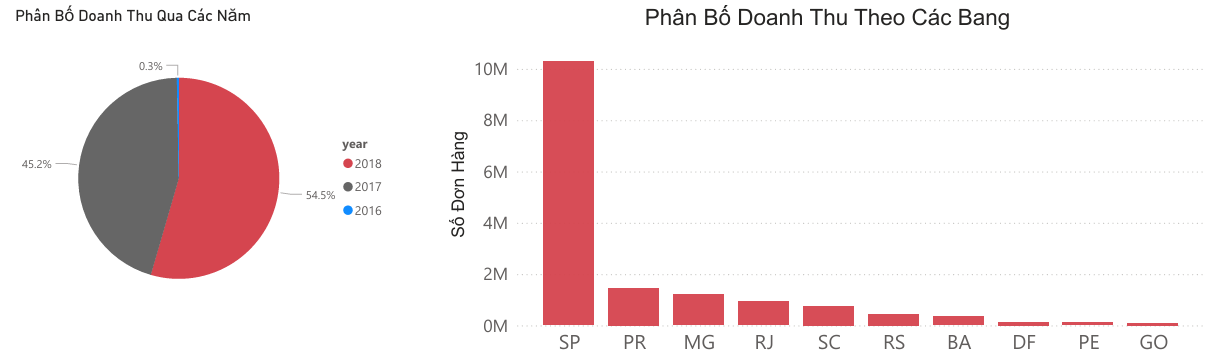 Phân Bố Doanh Thu Qua Các Năm
0.3%
45.2%
54.5%
year
2018
2017
2016
Phân Bố Doanh Thu Theo Các Bang
Số Đơn Hàng
10M
8M
6M
4M
2M
0M
SP PR MG RJ SC RS BA DF PE GO